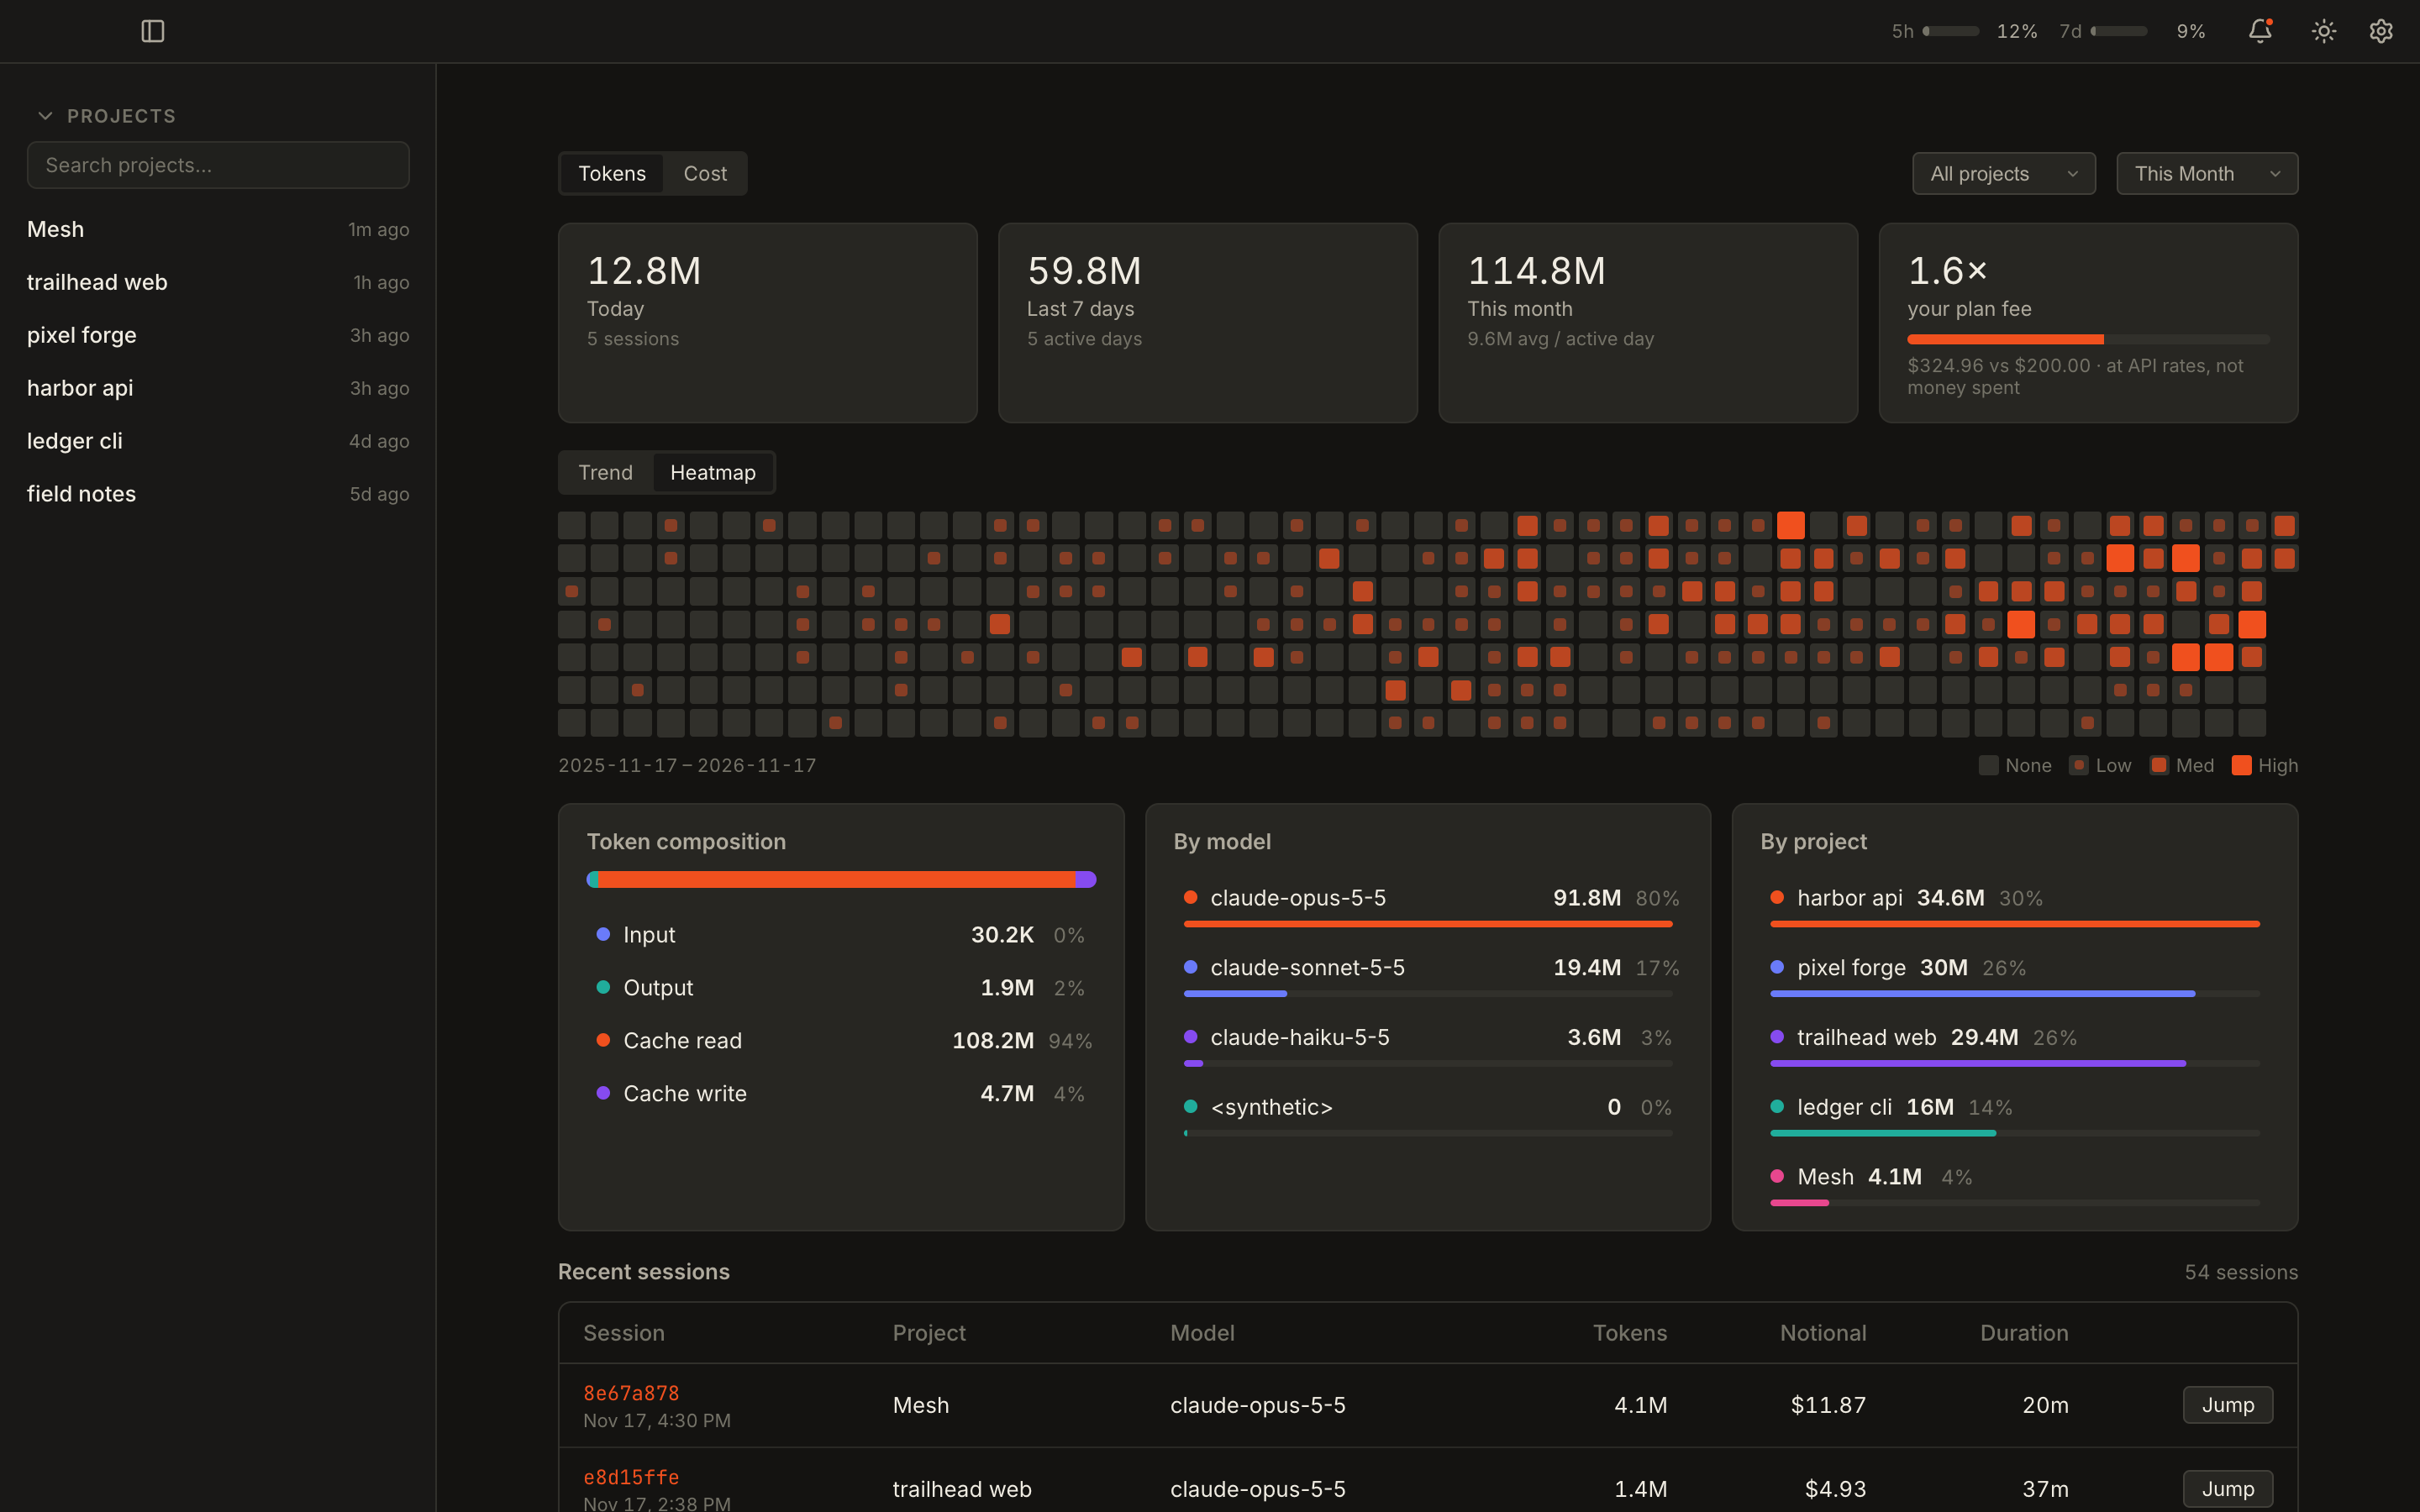 5h 12% 7d 9%
PROJECTS
Search projects...
Mesh 1m ago
trailhead web 1h ago
pixel forge 3h ago
harbor api 3h ago
ledger cli 4d ago
field notes 5d ago
Tokens Cost
All projects This Month
12.8M
Today
5 sessions
59.8M
Last 7 days
5 active days
114.8M
This month
9.6M avg / active day
1.6×
your plan fee
$324.96 vs $200.00 · at API rates, not
money spent
Trend Heatmap
2025-11-17 – 2026-11-17
None Low Med High
Token composition
Input 30.2K 0%
Output 1.9M 2%
Cache read 108.2M 94%
Cache write 4.7M 4%
By model
claude-opus-5-5 91.8M 80%
claude-sonnet-5-5 19.4M 17%
claude-haiku-5-5 3.6M 3%
<synthetic> 0 0%
By project
harbor api 34.6M 30%
pixel forge 30M 26%
trailhead web 29.4M 26%
ledger cli 16M 14%
Mesh 4.1M 4%
Recent sessions 54 sessions
Session Project Model Tokens Notional Duration
8e67a878
Nov 17, 4:30 PM
Mesh claude-opus-5-5 4.1M $11.87 20m Jump
e8d15ffe
Nov 17, 2:38 PM
trailhead web claude-opus-5-5 1.4M $4.93 37m Jump